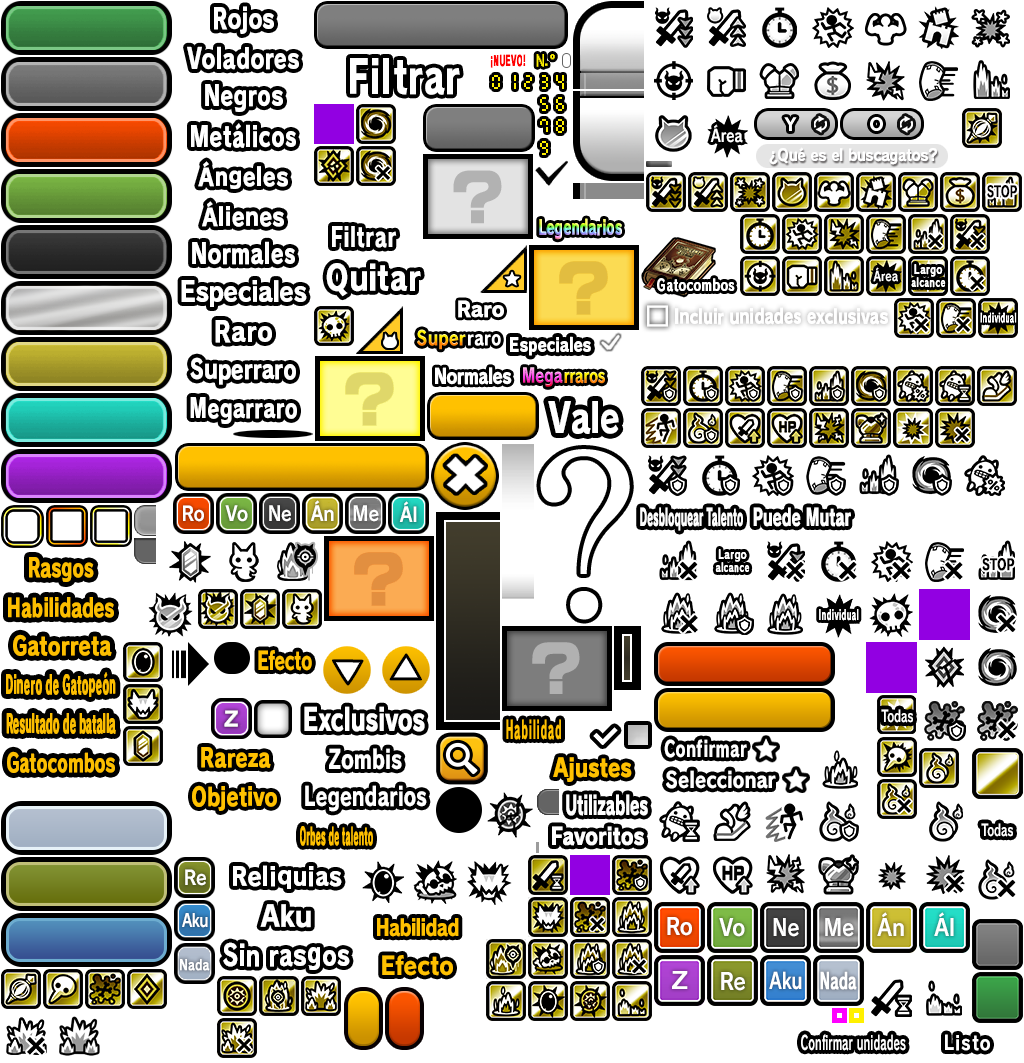 Rojos
Voladores
Negros
Metálicos
Ángeles
Álienes
Normales
Especiales
Raro
Superraro
Megarraro
Filtrar
¡NUEVO! N.º
0 1 2 3 4
5 6
7 8
9
?
Legendarios
Filtrar
Quitar
Raro
?
Superraro Especiales
Normales Megarraros
?
Vale
Ro Vo Ne Án Me Ál
?
?
Rasgos
Habilidades
Gatorreta
Dinero de Gatopeón
Resultado de batalla
Gatocombos
Efecto
Z
Exclusivos
Rareza
Zombis
Objetivo
Legendarios
Orbes de talento
?
Habilidad
Ajustes
Utilizables
Favoritos
Re
Aku
Nada
Reliquias
Aku
Sin rasgos
Habilidad
Efecto
$
Área
Y O
¿Qué es el buscagatos?
$ STOP
Gatocombos
Área
Largo alcance
Incluir unidades exclusivas
Individual
HP
Desbloquear Talento Puede Mutar
Largo alcance
STOP
Individual
Todas
Confirmar
Seleccionar
Todas
HP
Ro Vo Ne Me Án Ál
Z Re Aku Nada
Confirmar unidades
Listo